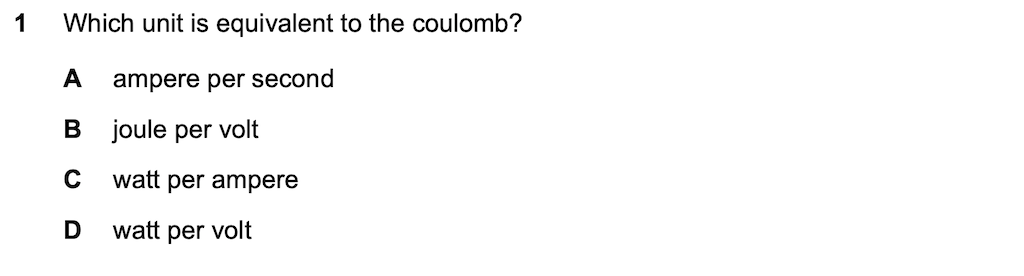 1 Which unit is equivalent to the coulomb?
A ampere per second
B joule per volt
C watt per ampere
D watt per volt